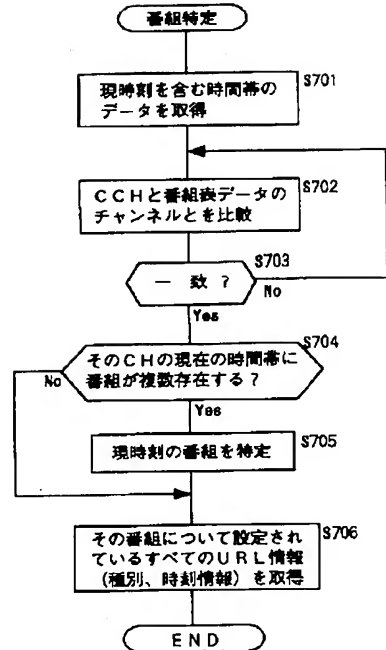 番組特定
現時刻を含む時間帯の
データを取得
S701
CCHと番組表データの
チャンネルとを比較
S702
一致？
S703
No
Yes
そのCHの現在の時間帯に
番組が複数存在する？
S704
No
Yes
現時刻の番組を特定
S705
その番組について設定され
ているすべてのURL情報
(種別、時刻情報)を取得
S706
END